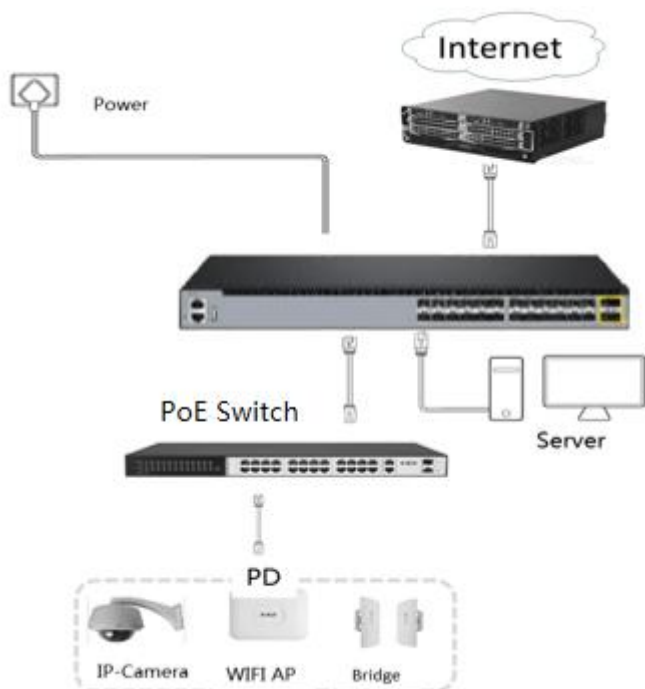 Internet
Power
PoE Switch
Server
PD
IP-Camera
WIFI AP
Bridge